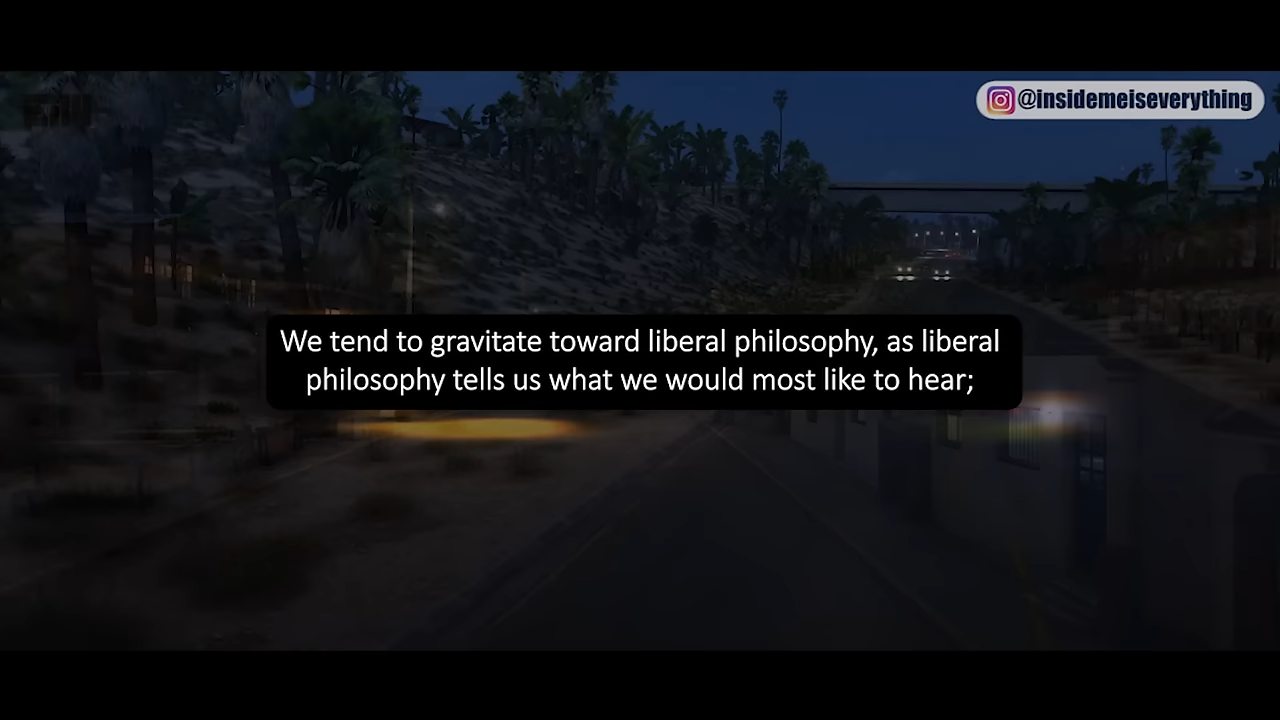 @insidemeiseverything
We tend to gravitate toward liberal philosophy, as liberal
philosophy tells us what we would most like to hear;